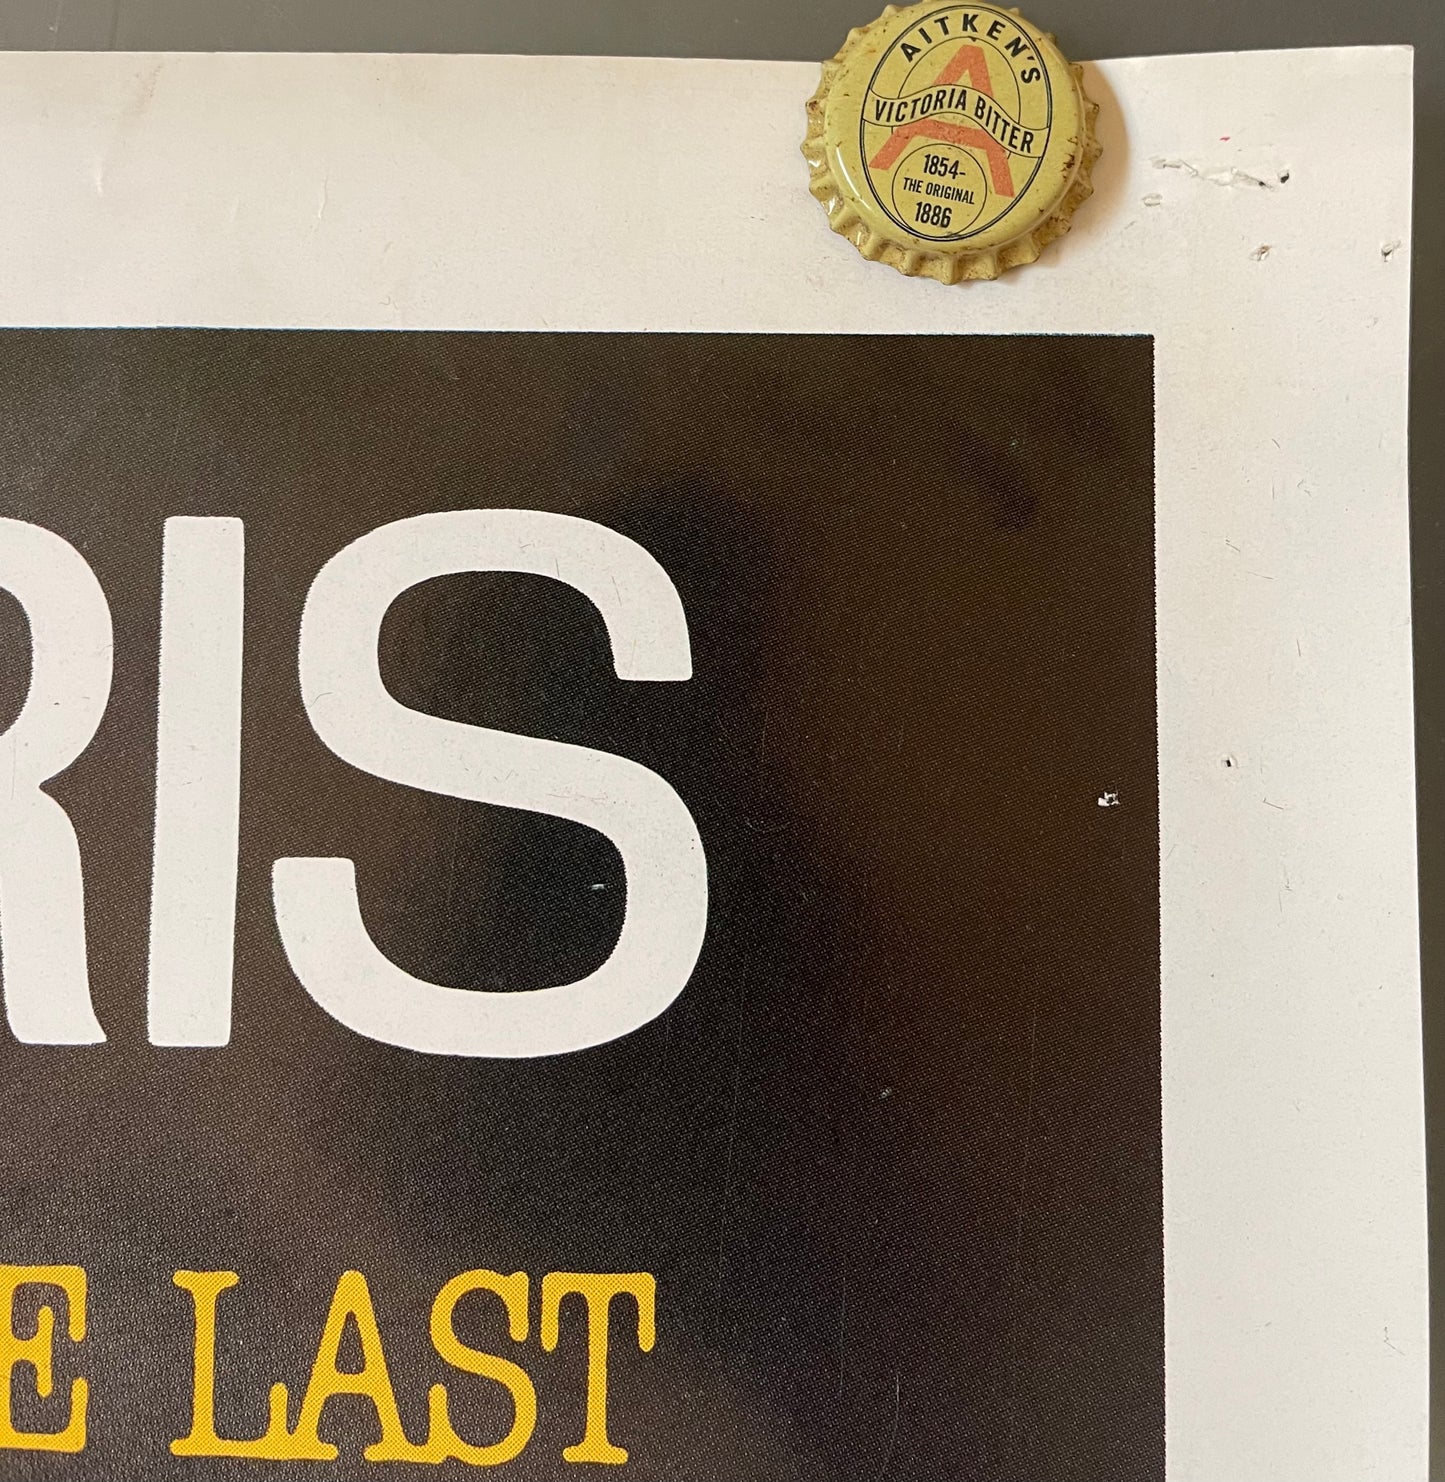 AITKEN'S
A
VICTORIA BITTER
1854-
THE ORIGINAL
1886
RIS
E LAST